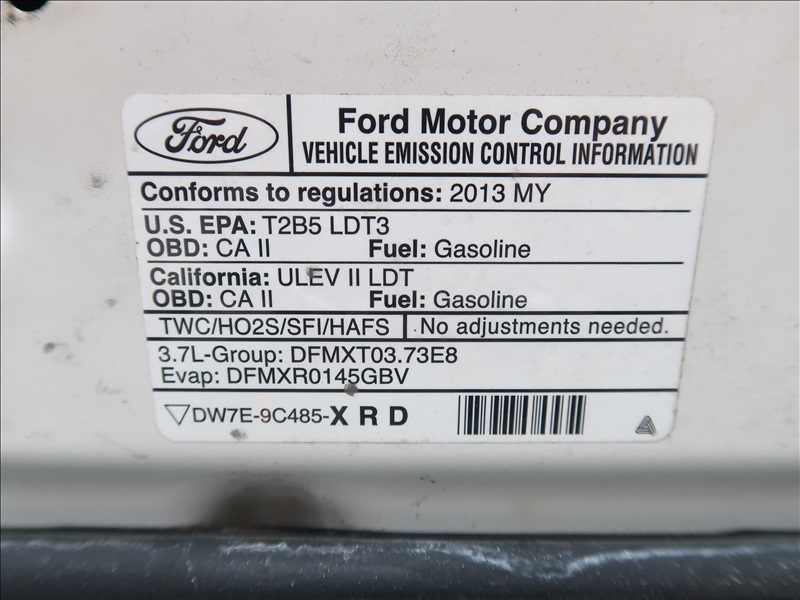 Ford
Ford Motor Company
VEHICLE EMISSION CONTROL INFORMATION
Conforms to regulations: 2013 MY
U.S. EPA: T2B5 LDT3
OBD: CA II Fuel: Gasoline
California: ULEV II LDT
OBD: CA II Fuel: Gasoline
TWC/HO2S/SFI/HAFS No adjustments needed.
3.7L-Group: DFMXT03.73E8
Evap: DFMXR0145GBV
▽DW7E-9C485-X R D